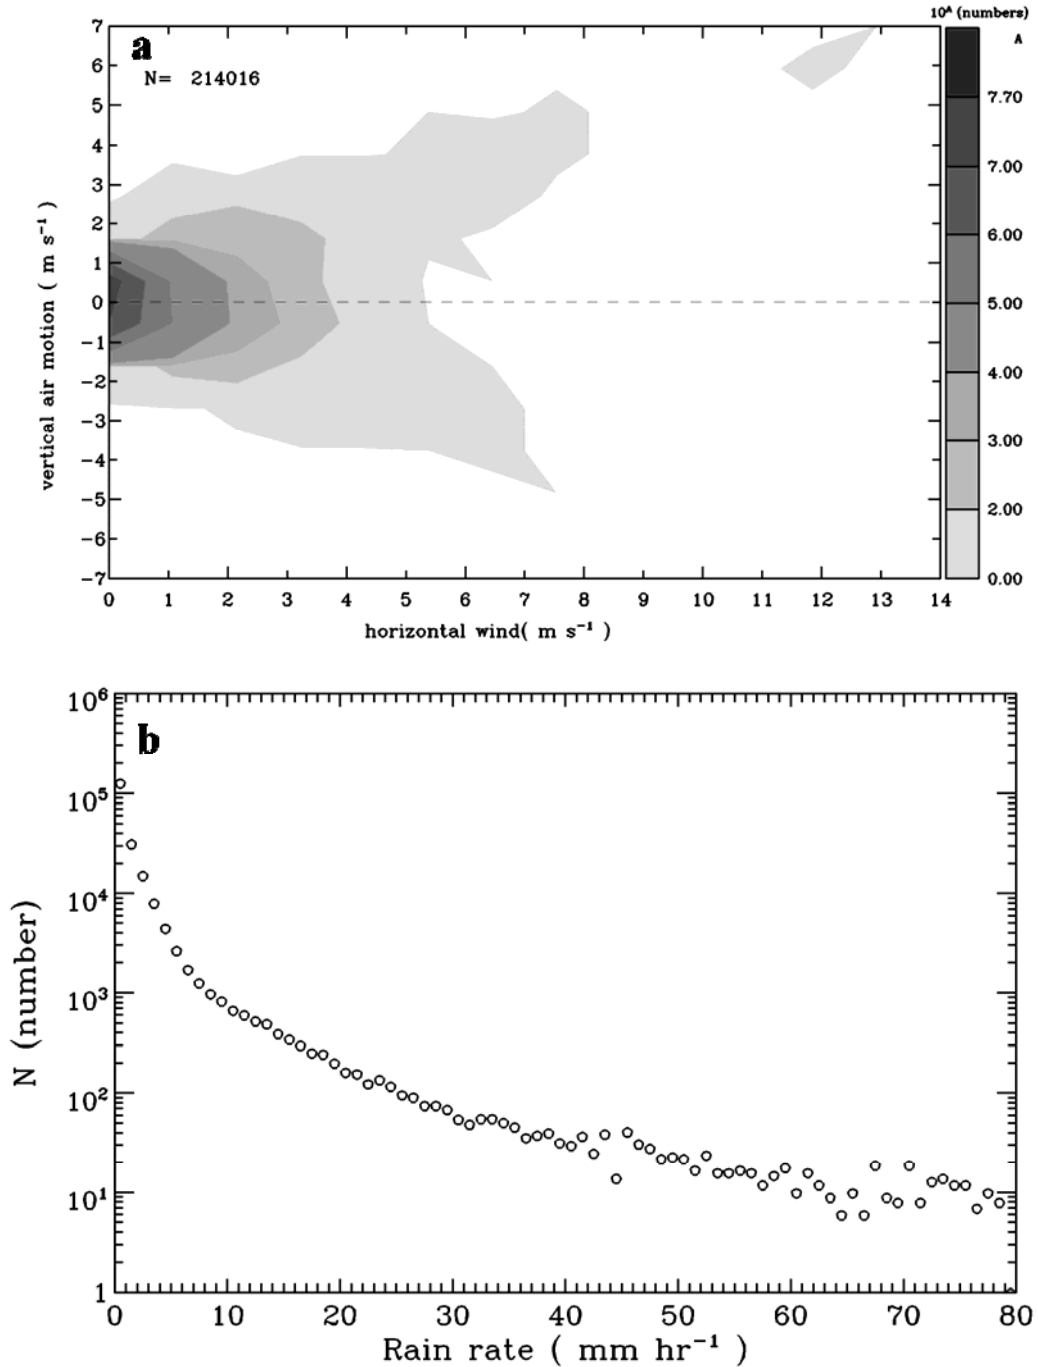 10ᴬ (numbers)
A
a
N= 214016
7
6
5
4
3
2
1
0
−1
−2
−3
−4
−5
−6
−7
vertical air motion ( m s⁻¹ )
7.70
7.00
6.00
5.00
4.00
3.00
2.00
0.00
0 1 2 3 4 5 6 7 8 9 10 11 12 13 14
horizontal wind( m s⁻¹ )
b
10⁶
10⁵
10⁴
10³
10²
10¹
1
N (number)
0 10 20 30 40 50 60 70 80
Rain rate ( mm hr⁻¹ )